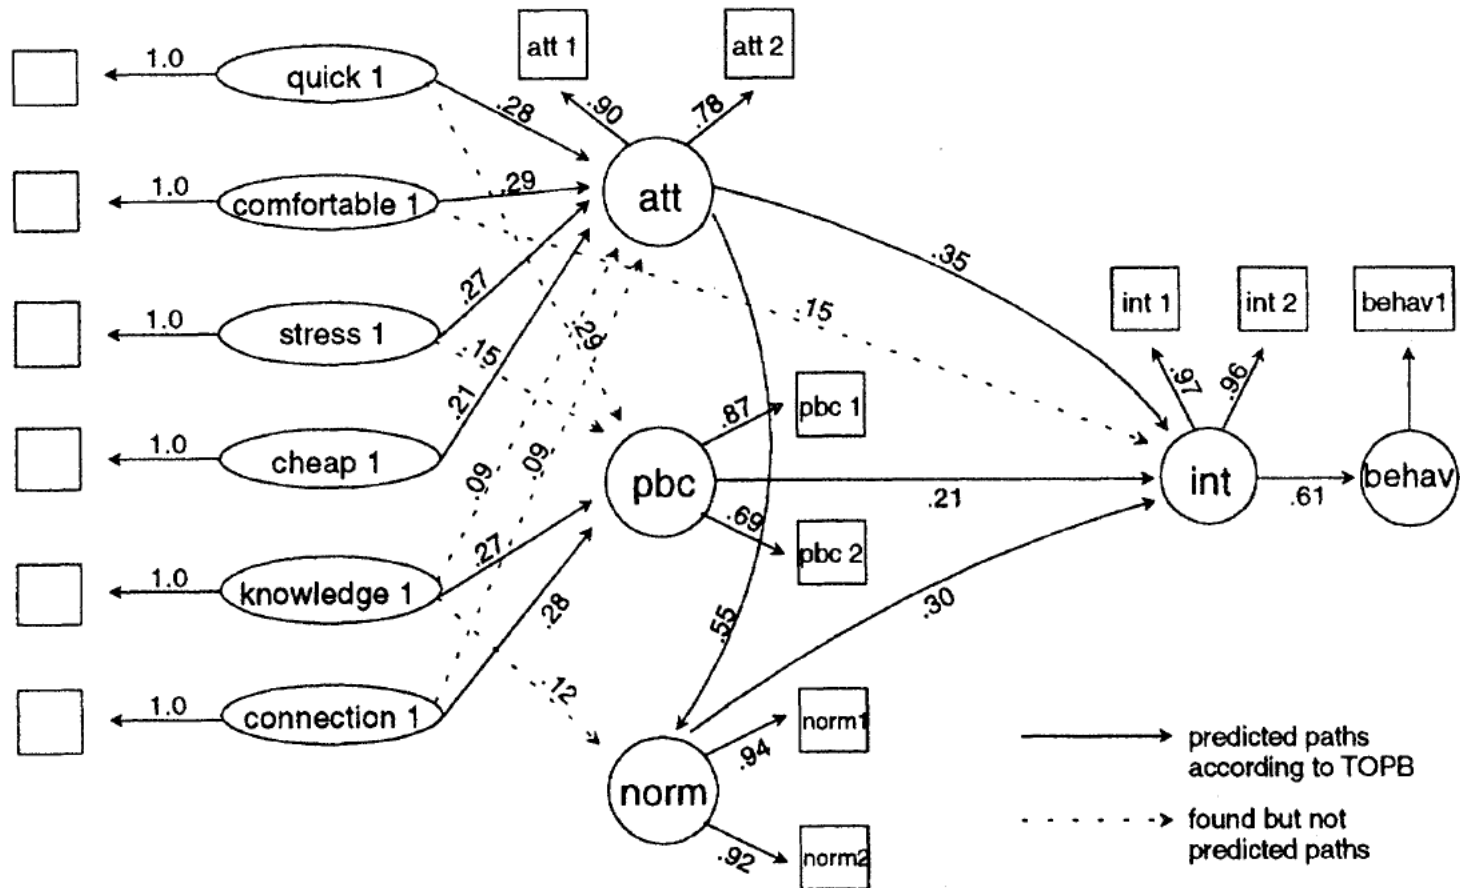 att 1
att 2
1.0
quick 1
.28
.90
.78
1.0
comfortable 1
.29
att
.35
.27
.15
1.0
stress 1
.29
.15
int 1
int 2
behav1
.97
.96
.21
pbc 1
.87
1.0
cheap 1
.09
.09
pbc
.21
int
.61
behav
.69
pbc 2
.27
1.0
knowledge 1
.28
.55
.30
.12
1.0
connection 1
norm1
.94
norm
.92
norm2
predicted paths
according to TOPB
found but not
predicted paths